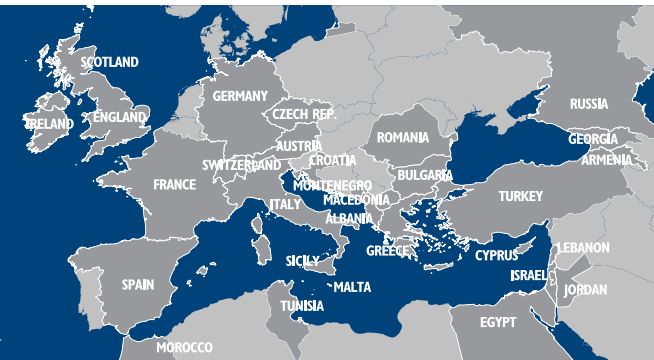 SCOTLAND
IRELAND
ENGLAND
GERMANY
CZECH REP.
RUSSIA
AUSTRIA
ROMANIA
GEORGIA
SWITZERLAND
CROATIA
ARMENIA
FRANCE
MONTENEGRO
BULGARIA
ITALY
MACEDONIA
TURKEY
ALBANIA
GREECE
CYPRUS
LEBANON
SICILY
ISRAEL
SPAIN
MALTA
JORDAN
TUNISIA
EGYPT
MOROCCO